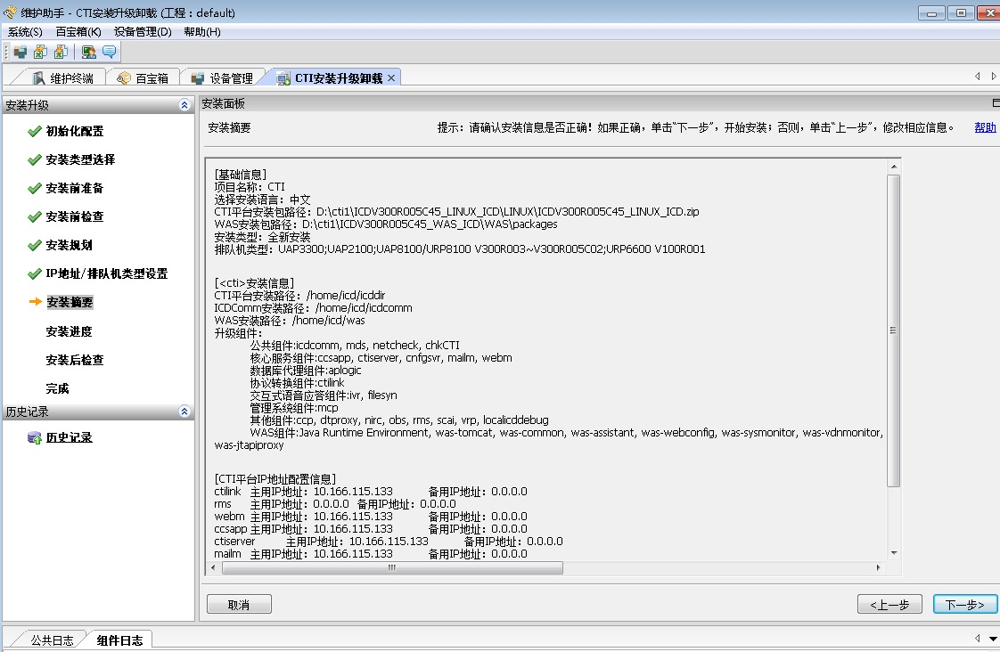 维护助手 - CTI安装升级卸载 (工程：default)
系统(S) 百宝箱(K) 设备管理(D) 帮助(H)
维护终端 百宝箱 设备管理 CTI安装升级卸载
安装升级
初始化配置
安装类型选择
安装前准备
安装前检查
安装规划
IP地址/排队机类型设置
安装摘要
安装进度
安装后检查
完成
历史记录
历史记录
安装面板
安装摘要 提示：请确认安装信息是否正确！如果正确，单击“下一步”，开始安装；否则，单击“上一步”，修改相应信息。 帮助
[基础信息]
项目名称：CTI
选择安装语言：中文
CTI平台安装包路径：D:\cti1\ICDV300R005C45_LINUX_ICD\LINUX\ICDV300R005C45_LINUX_ICD.zip
WAS安装包路径：D:\cti1\ICDV300R005C45_WAS_ICD\WAS\packages
安装类型：全新安装
排队机类型：UAP3300;UAP2100;UAP8100/URP8100 V300R003~V300R005C02;URP6600 V100R001
[<cti>安装信息]
CTI平台安装路径：/home/icd/icddir
ICDComm安装路径：/home/icd/icdcomm
WAS安装路径：/home/icd/was
升级组件：
公共组件:icdcomm, mds, netcheck, chkCTI
核心服务组件:ccsapp, ctiserver, cnfgsvr, mailm, webm
数据库代理组件:aplogic
协议转换组件:ctilink
交互式语音应答组件:ivr, filesyn
管理系统组件:mcp
其他组件:ccp, dtproxy, nirc, obs, rms, scai, vrp, localicddebug
WAS组件:Java Runtime Environment, was-tomcat, was-common, was-assistant, was-webconfig, was-sysmonitor, was-vdnmonitor,
was-jtapiproxy
[CTI平台IP地址配置信息]
ctilink 主用IP地址：10.166.115.133 备用IP地址：0.0.0.0
rms 主用IP地址：0.0.0.0 备用IP地址：0.0.0.0
webm 主用IP地址：10.166.115.133 备用IP地址：0.0.0.0
ccsapp 主用IP地址：10.166.115.133 备用IP地址：0.0.0.0
ctiserver 主用IP地址：10.166.115.133 备用IP地址：0.0.0.0
mailm 主用IP地址：10.166.115.133 备用IP地址：0.0.0.0
取消 <上一步 下一步>
公共日志 组件日志